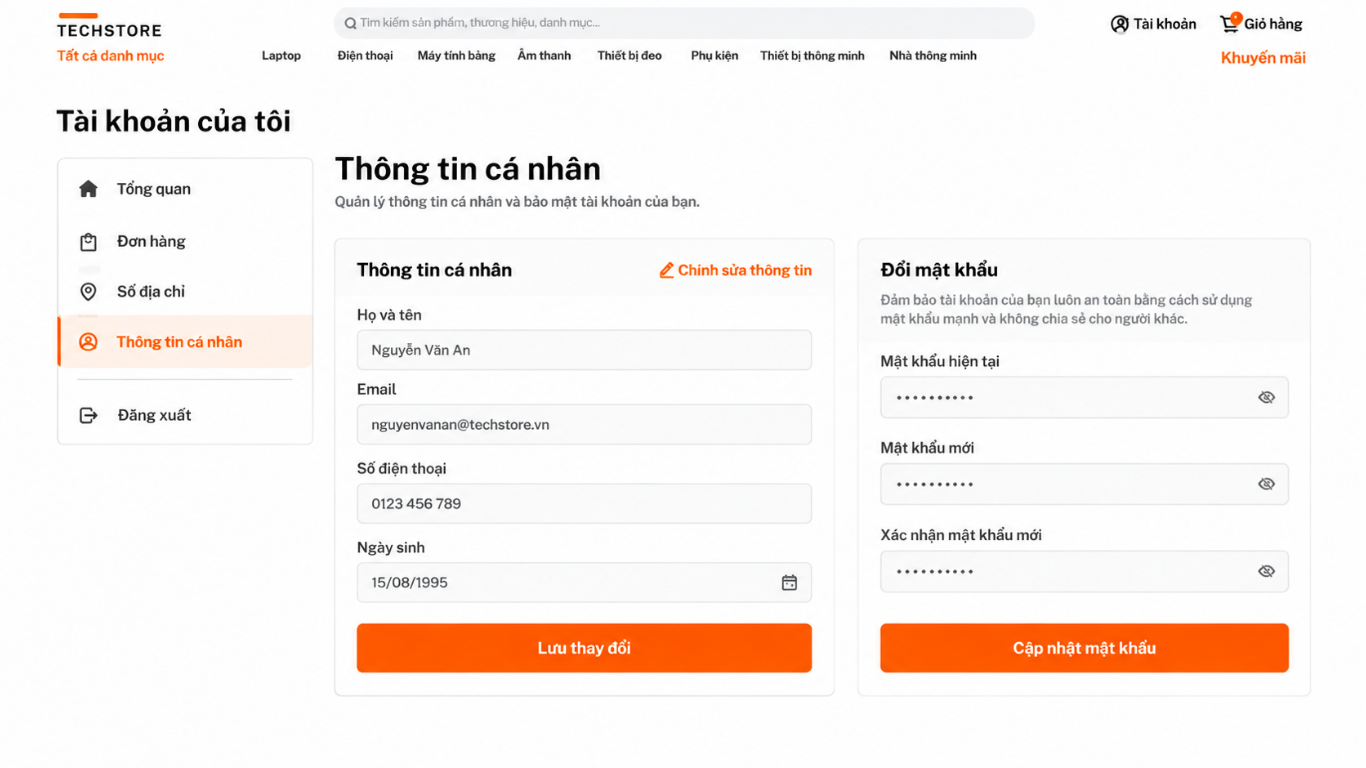 TECHSTORE
Tìm kiếm sản phẩm, thương hiệu, danh mục...
Tài khoản
Giỏ hàng
Tất cả danh mục
Laptop
Điện thoại
Máy tính bảng
Âm thanh
Thiết bị đeo
Phụ kiện
Thiết bị thông minh
Nhà thông minh
Khuyến mãi
Tài khoản của tôi
Tổng quan
Đơn hàng
Số địa chỉ
Thông tin cá nhân
Đăng xuất
Thông tin cá nhân
Quản lý thông tin cá nhân và bảo mật tài khoản của bạn.
Thông tin cá nhân
Chỉnh sửa thông tin
Họ và tên
Nguyễn Văn An
Email
nguyenvanan@techstore.vn
Số điện thoại
0123 456 789
Ngày sinh
15/08/1995
Lưu thay đổi
Đổi mật khẩu
Đảm bảo tài khoản của bạn luôn an toàn bằng cách sử dụng
mật khẩu mạnh và không chia sẻ cho người khác.
Mật khẩu hiện tại
••••••••••
Mật khẩu mới
••••••••••
Xác nhận mật khẩu mới
••••••••••
Cập nhật mật khẩu